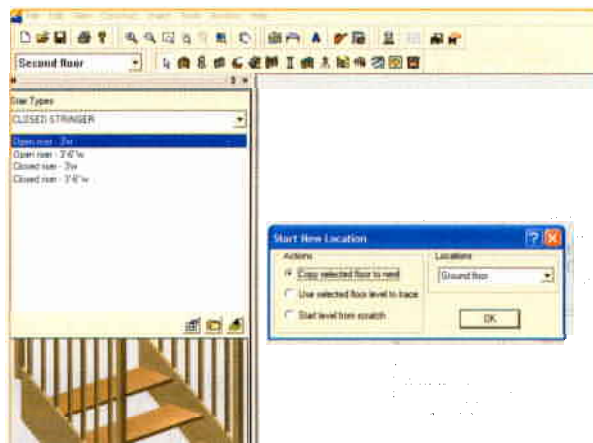 Second floor
Stair Types
CLOSED STRINGER
Open riser - 3'w
Open riser - 3'6"w
Closed riser - 3'w
Closed riser - 3'6"w
Start New Location
Actions
Copy selected floor to next
Use selected floor level to trace
Start level from scratch
Locations
Ground floor
OK